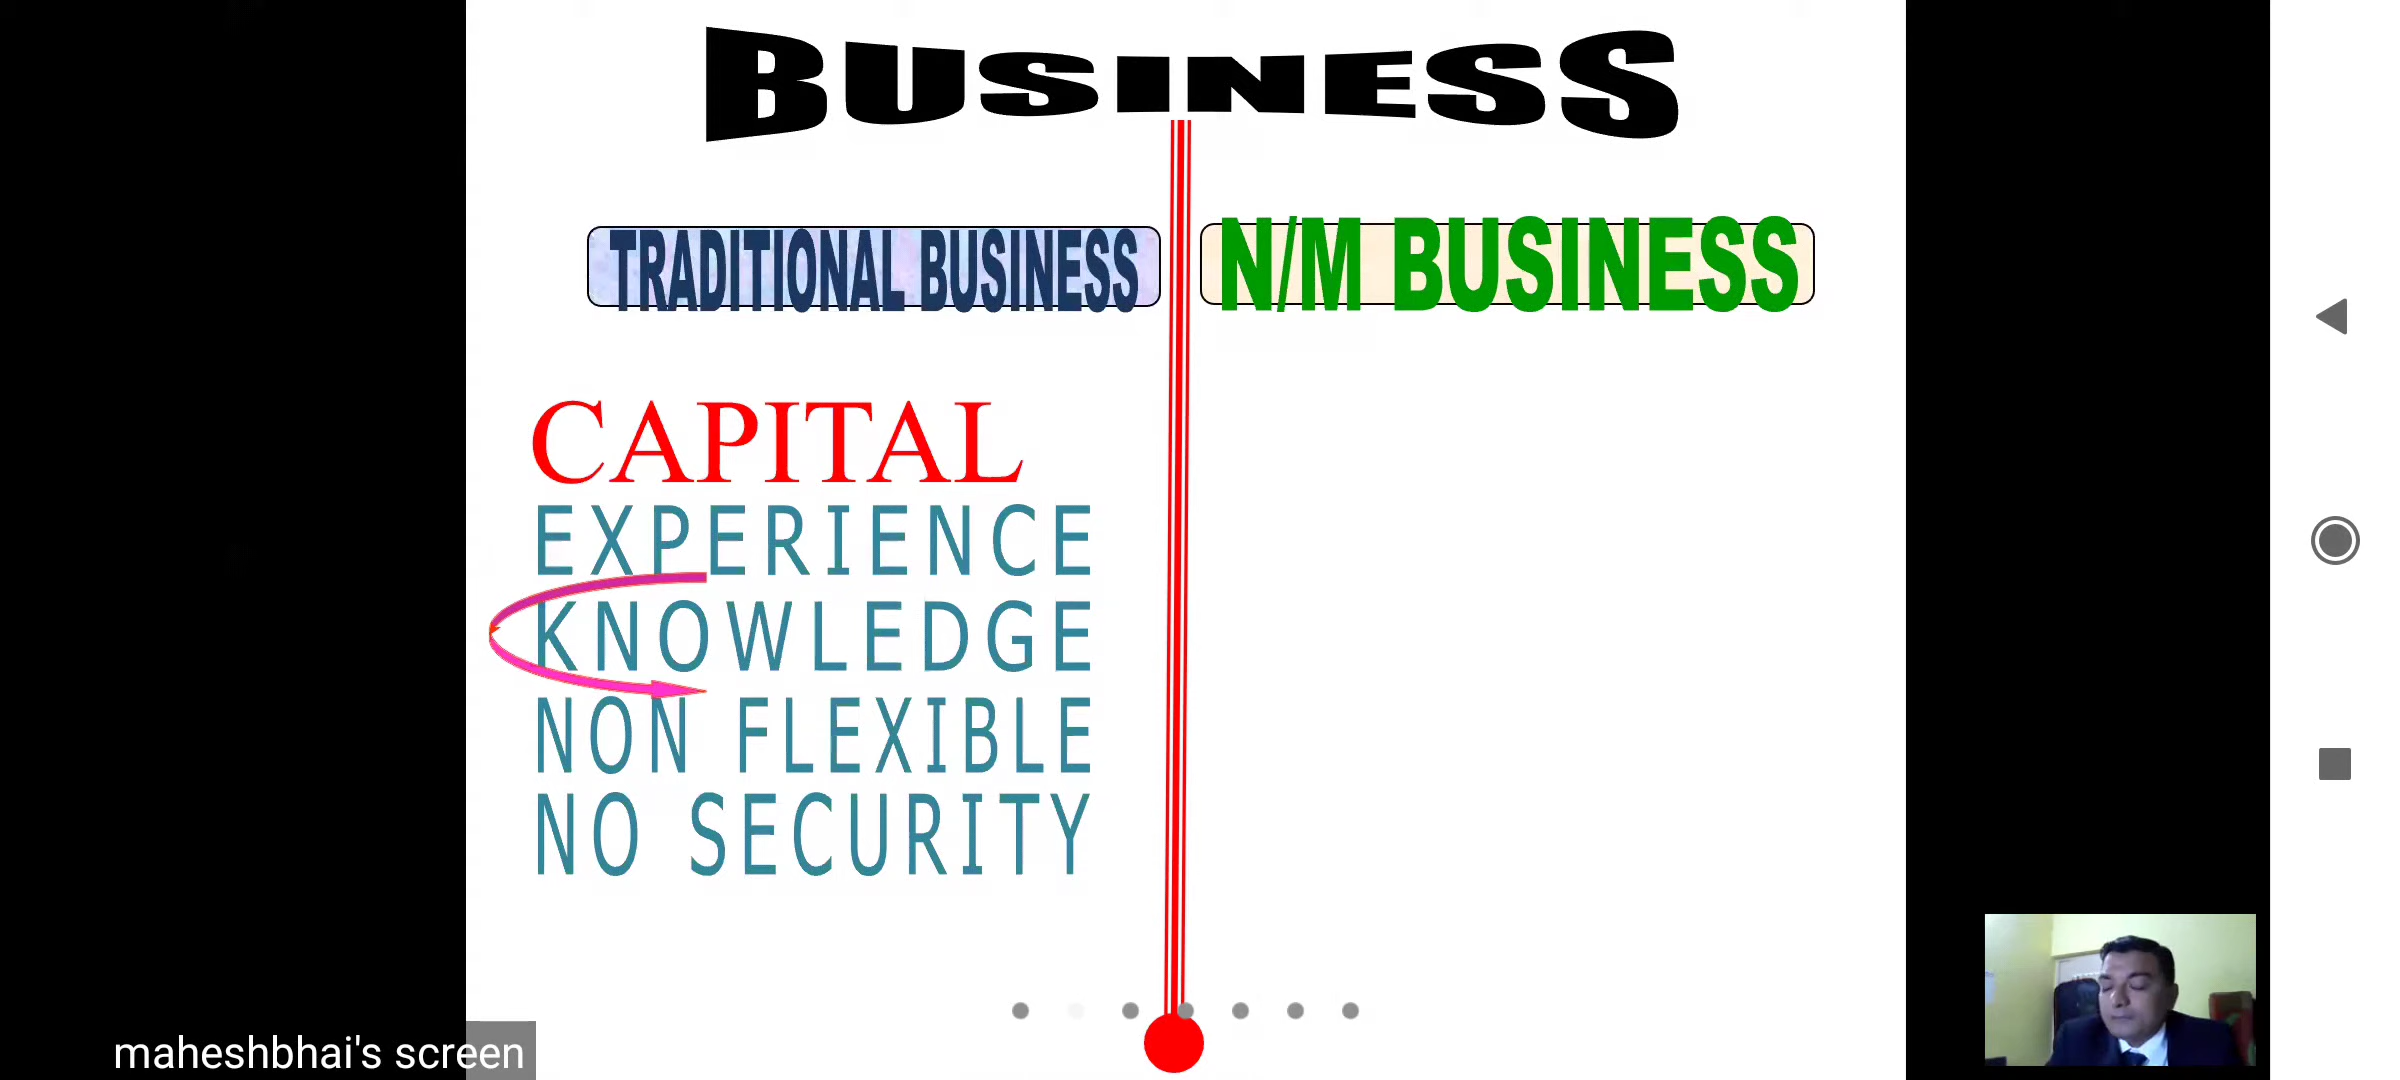 BUSINESS
TRADITIONAL BUSINESS
N/M BUSINESS
CAPITAL
EXPERIENCE
KNOWLEDGE
NON FLEXIBLE
NO SECURITY
maheshbhai's screen